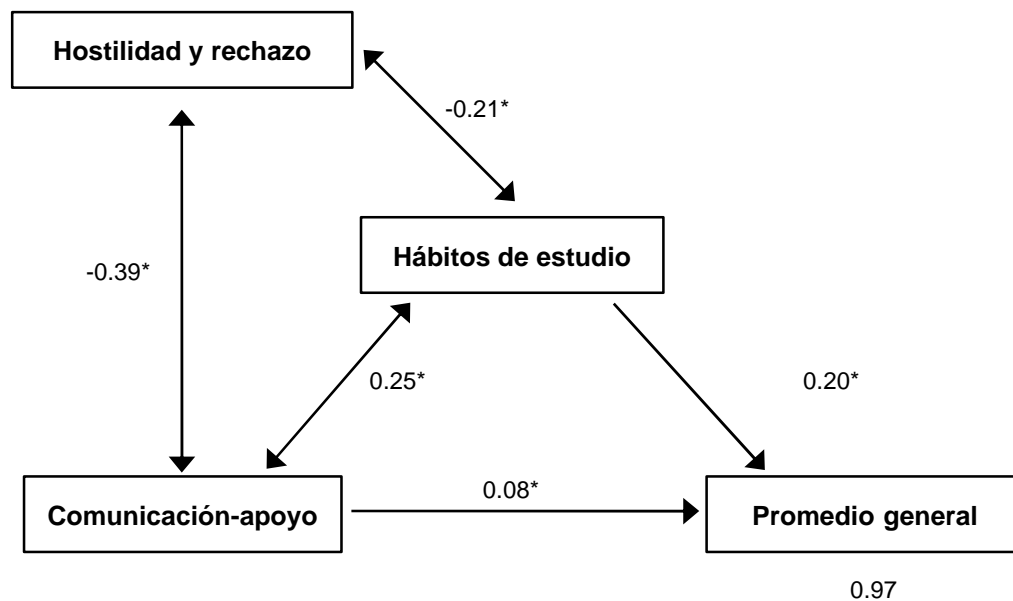 Hostilidad y rechazo
-0.21*
Hábitos de estudio
-0.39*
0.25*
0.20*
0.08*
Comunicación-apoyo
Promedio general
0.97